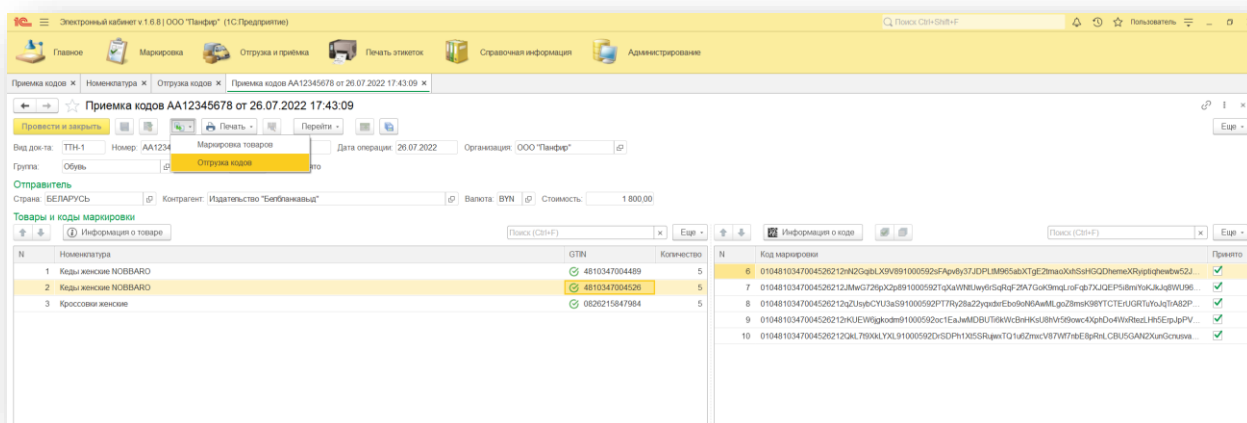 1С Электронный кабинет v.1.6.8 | ООО "Панфир" (1С:Предприятие) Поиск Ctrl+Shift+F Пользователь
Главное Маркировка Отгрузка и приёмка Печать этикеток Справочная информация Администрирование
Приемка кодов × Номенклатура × Отгрузка кодов × Приемка кодов АА12345678 от 26.07.2022 17:43:09 ×
Приемка кодов АА12345678 от 26.07.2022 17:43:09
Провести и закрыть Печать Перейти Еще
Вид док-та: ТТН-1 Номер: АА1234 Маркировка товаров Дата операции: 26.07.2022 Организация: ООО "Панфир"
Группа: Обувь Отгрузка кодов
Отправитель
Страна: БЕЛАРУСЬ Контрагент: Издательство "Белбланкавыд" Валюта: BYN Стоимость: 1 800,00
Товары и коды маркировки
Информация о товаре Поиск (Ctrl+F) × Еще Информация о коде Поиск (Ctrl+F) × Еще
N Номенклатура GTIN Количество N Код маркировки Принято
1 Кеды женские NOBBARO 4810347004489 5 6
2 Кеды женские NOBBARO 4810347004526 5 7
3 Кроссовки женские 0826215847984 5 8
9
10